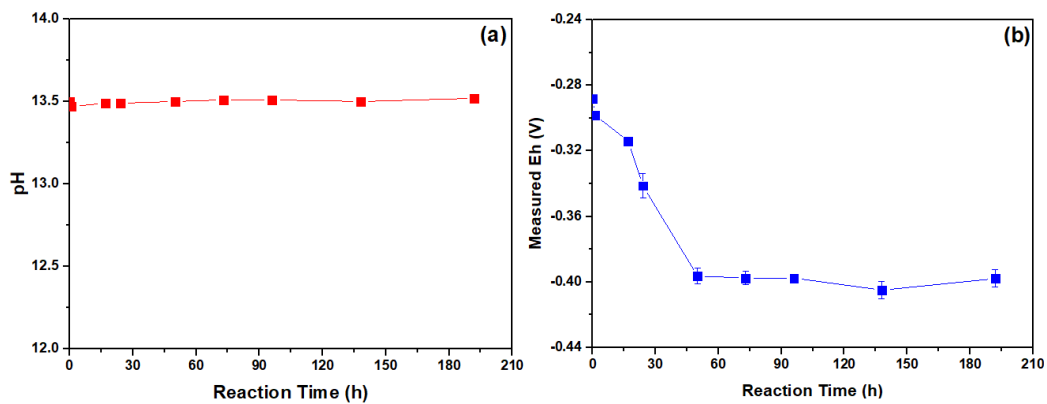 (a)
14.0
13.5
13.0
12.5
12.0
pH
0 30 60 90 120 150 180 210
Reaction Time (h)
(b)
-0.24
-0.28
-0.32
-0.36
-0.40
-0.44
Measured Eh (V)
0 30 60 90 120 150 180 210
Reaction Time (h)